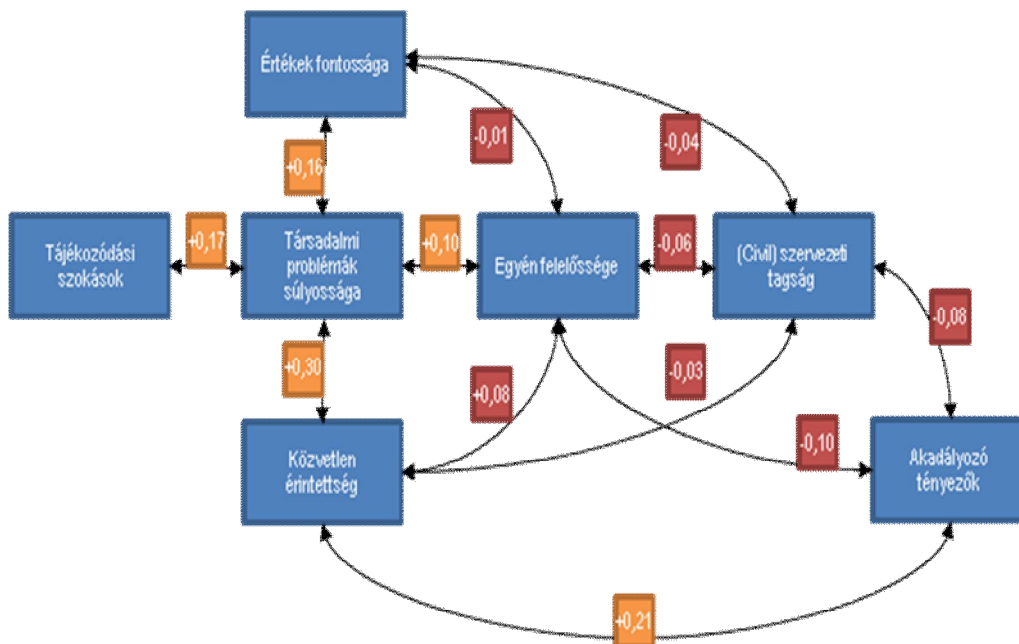 Értékek fontossága
-0,01
-0,04
+0,16
Tájékozódási
szokások
+0,17
Társadalmi
problémák
súlyossága
+0,10
Egyén felelőssége
-0,06
(Civil) szervezeti
tagság
+0,30
+0,08
-0,03
-0,08
Közvetlen
érintettség
-0,10
Akadályozó
tényezők
+0,21